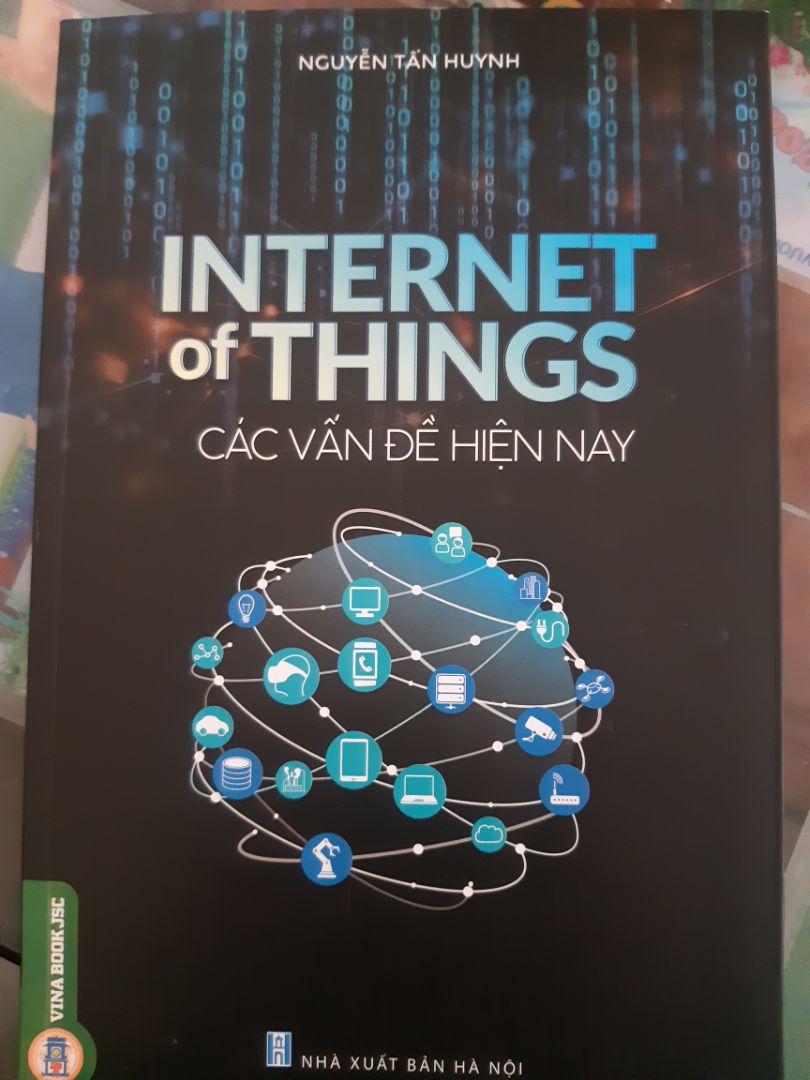 NGUYỄN TẤN HUYNH
INTERNET
of THINGS
CÁC VẤN ĐỀ HIỆN NAY
VINA BOOK JSC
NHÀ XUẤT BẢN HÀ NỘI